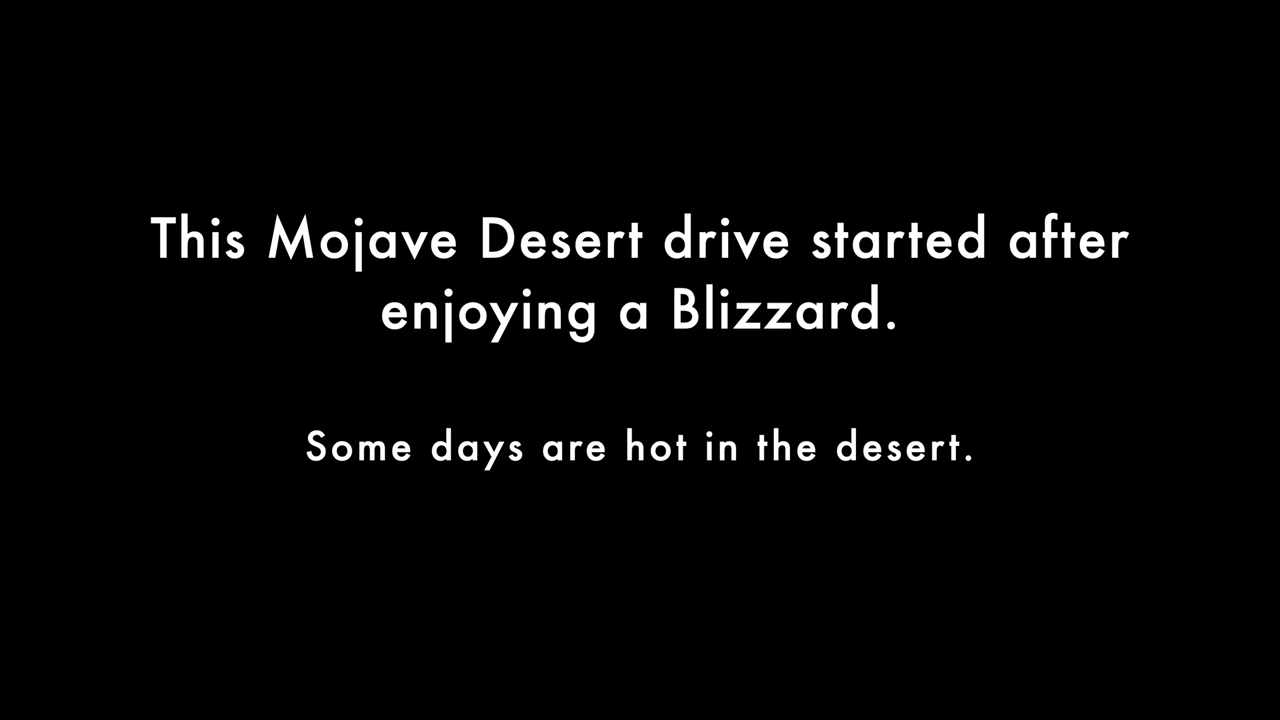 This Mojave Desert drive started after
enjoying a Blizzard.
Some days are hot in the desert.